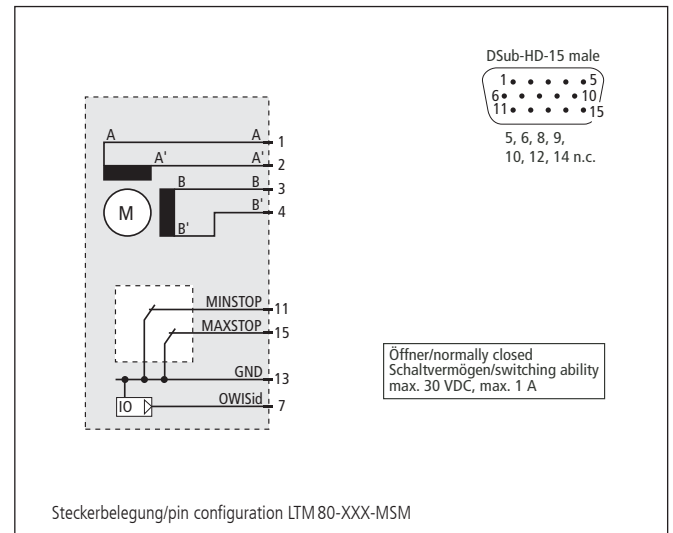 DSub-HD-15 male
1 5
6 10
11 15
5, 6, 8, 9,
10, 12, 14 n.c.
A A 1
A' A' 2
B B 3
M B' 4
B'
MINSTOP 11
MAXSTOP 15
GND 13
IO OWISid 7
Öffner/normally closed
Schaltvermögen/switching ability
max. 30 VDC, max. 1 A
Steckerbelegung/pin configuration LTM 80-XXX-MSM